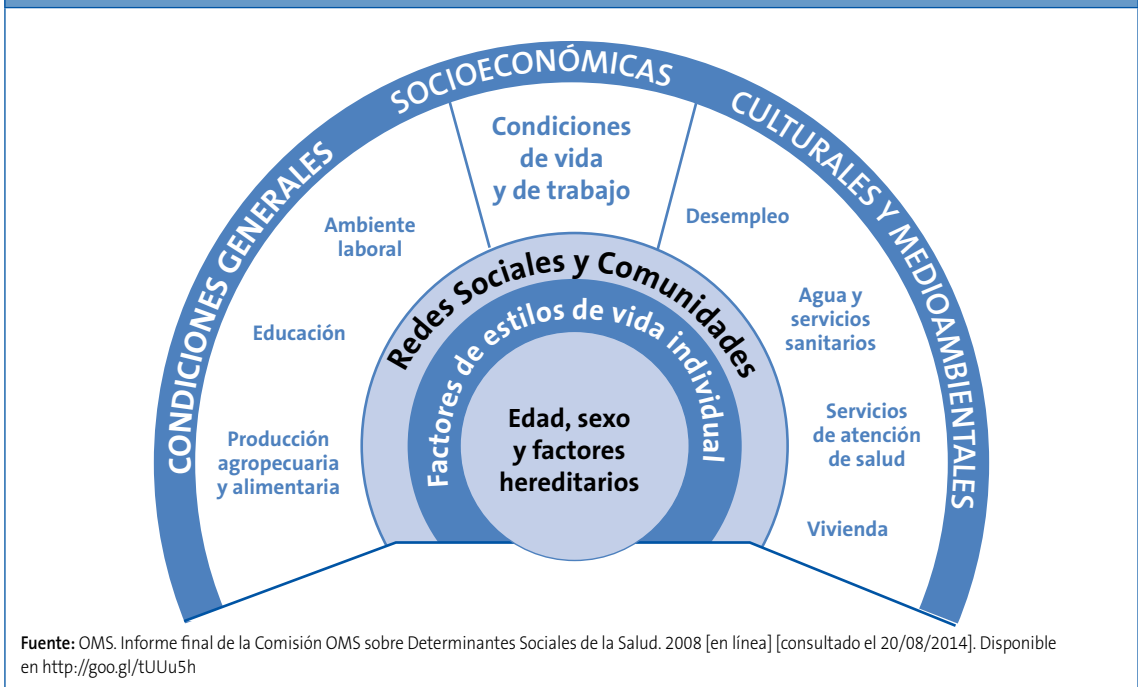 CONDICIONES GENERALES SOCIOECONÓMICAS CULTURALES Y MEDIOAMBIENTALES
Condiciones
de vida
y de trabajo
Ambiente
laboral
Educación
Producción
agropecuaria
y alimentaria
Desempleo
Agua y
servicios
sanitarios
Servicios
de atención
de salud
Vivienda
Redes Sociales y Comunidades
Factores de estilos de vida individual
Edad, sexo
y factores
hereditarios
Fuente: OMS. Informe final de la Comisión OMS sobre Determinantes Sociales de la Salud. 2008 [en línea] [consultado el 20/08/2014]. Disponible
en http://goo.gl/tUUu5h